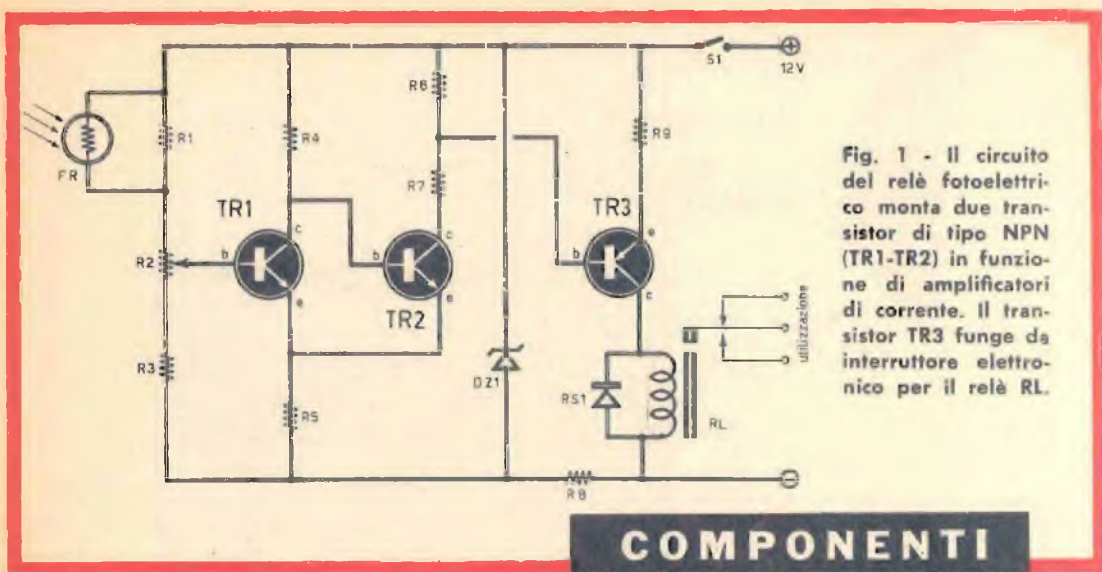 S1
12V
R6
R1
R4
R9
FR
R7
TR1
TR3
c
c
e
R2
b
b
b
e
e
c
TR2
utilizzazione
R3
DZ1
RS1
R5
RL
R8
Fig. 1 - Il circuito
del relè fotoelettri-
co monta due tran-
sistor di tipo NPN
(TR1-TR2) in funzio-
ne di amplificatori
di corrente. Il tran-
sistor TR3 funge da
interruttore elettro-
nico per il relè RL.
COMPONENTI